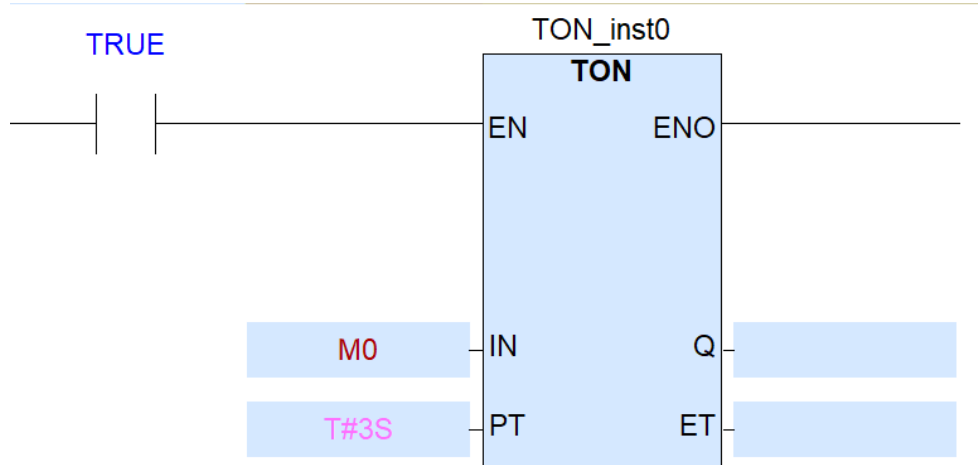 TRUE
TON_inst0
TON
EN ENO
M0 IN Q
T#3S PT ET